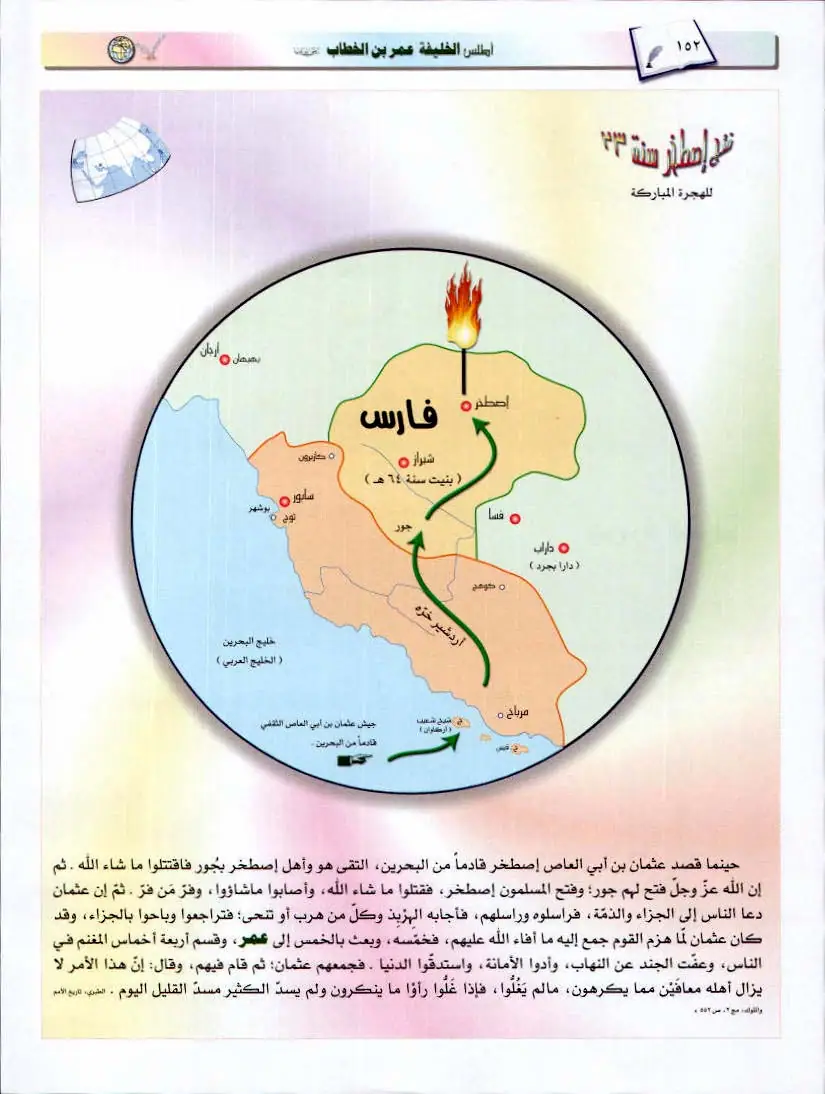 ١٥٢
أطلس الخليفة عمر بن الخطاب
فتح إصطخر سنة ٢٣
للهجرة المباركة
أرجان
بهبهان
إصطخر
فارس
شيراز
( بنيت سنة ٦٤ هـ )
كازرون
سابور
بوشهر
توج
جور
فسا
داراب
( دارا بجرد )
كوهج
أردشير خرّه
خليج البحرين
( الخليج العربي )
مرباخ
جيش عثمان بن أبي العاص الثقفي
قادماً من البحرين .
ج شيخ شعيب
( أركاوان )
ج قيس
حينما قصد عثمان بن أبي العاص إصطخر قادماً من البحرين، التقى هو وأهل إصطخر بجُور فاقتتلوا ما شاء الله . ثم
إن الله عزّ وجلّ فتح لهم جور؛ وفتح المسلمون إصطخر، فقتلوا ما شاء الله، وأصابوا ماشاؤوا، وفرّ مَن فرّ . ثمّ إن عثمان
دعا الناس إلى الجزاء والذمّة، فراسلوه وراسلهم، فأجابه الهِرْبِذ وكلّ من هرب أو تنحى؛ فتراجعوا وباحوا بالجزاء، وقد
كان عثمان لمّا هزم القوم جمع إليه ما أفاء الله عليهم، فخمّسه، وبعث بالخمس إلى عمر، وقسم أربعة أخماس المغنم في
الناس، وعفّت الجند عن النهاب، وأدوا الأمانة، واستدقّوا الدنيا . فجمعهم عثمان؛ ثم قام فيهم، وقال: إنّ هذا الأمر لا
يزال أهله معافَيْن مما يكرهون، مالم يَغُلُّوا، فإذا غَلُّوا رأوْا ما ينكرون ولم يسدّ الكثير مسدّ القليل اليوم . الطبري، تاريخ الأمم
والملوك، مج ٢، ص ٥٥٢ .